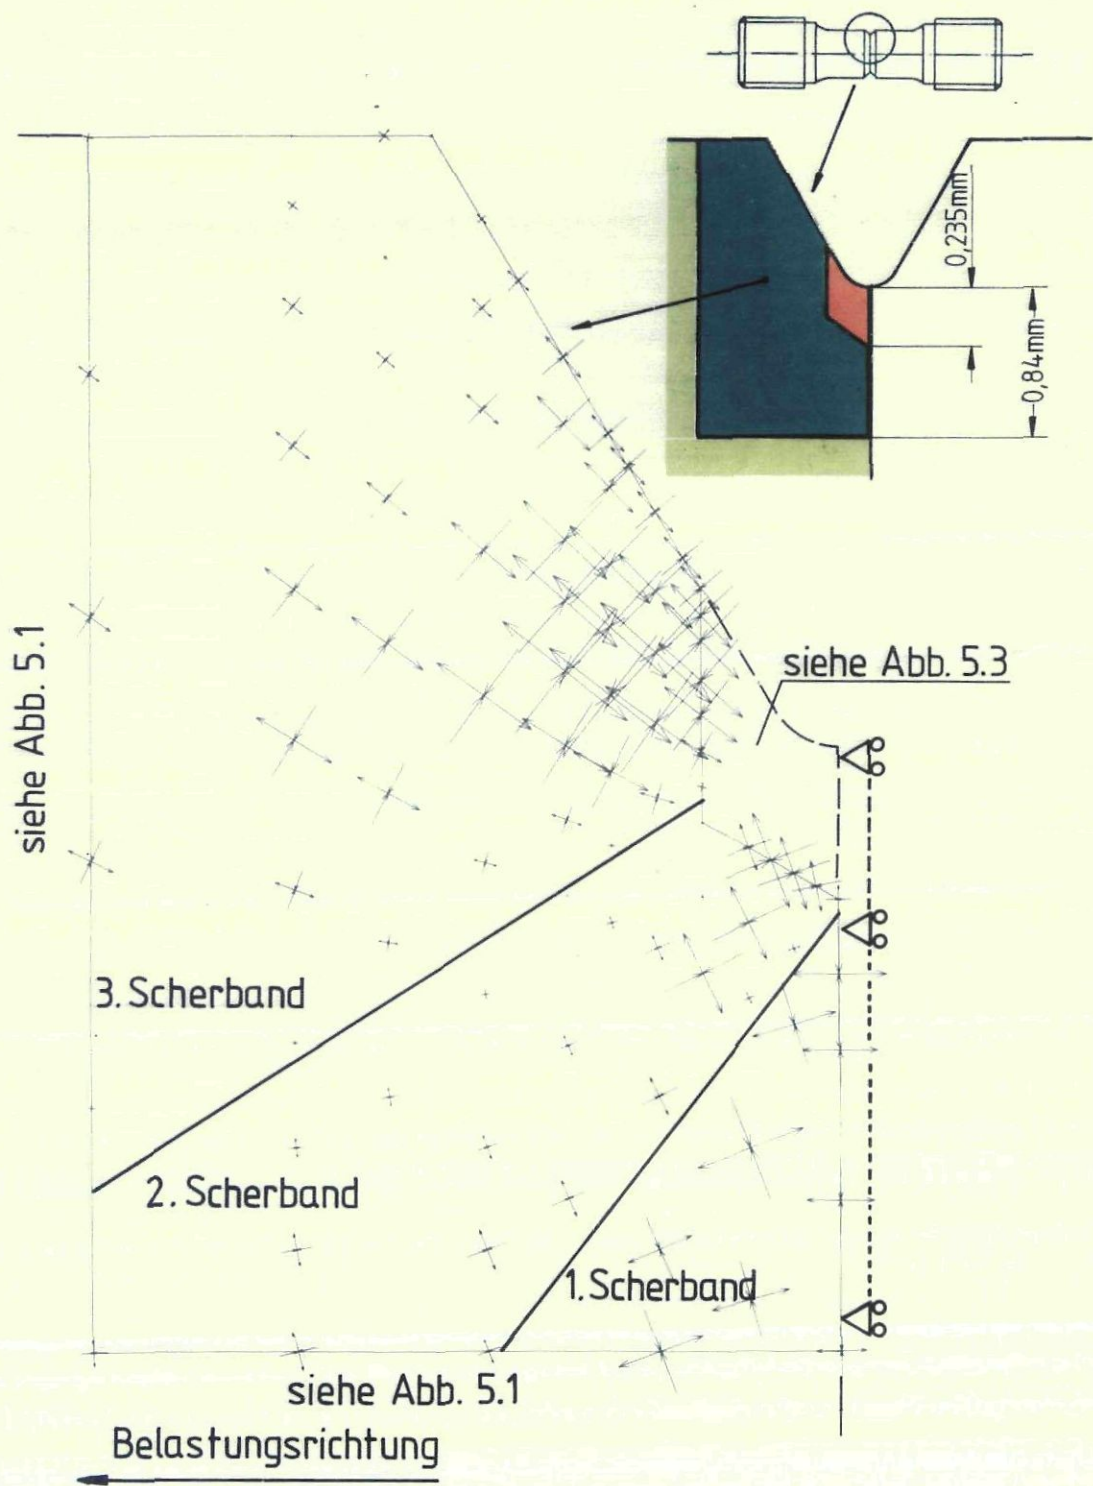 0,235mm
0,84mm
siehe Abb. 5.1
siehe Abb. 5.3
3. Scherband
2. Scherband
1. Scherband
siehe Abb. 5.1
Belastungsrichtung